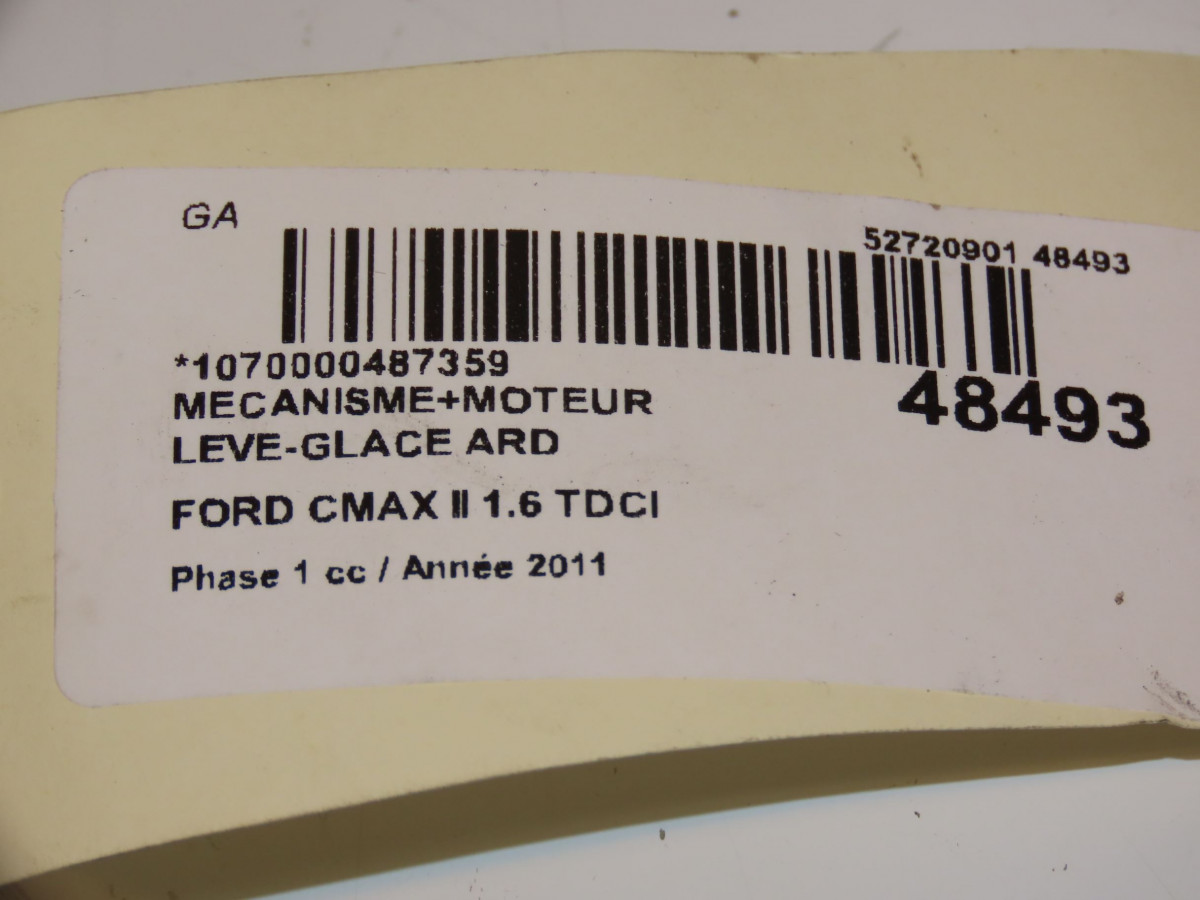 GA
52720901 48493
*1070000487359
48493
MECANISME+MOTEUR
LEVE-GLACE ARD
FORD CMAX II 1.6 TDCI
Phase 1 cc / Année 2011